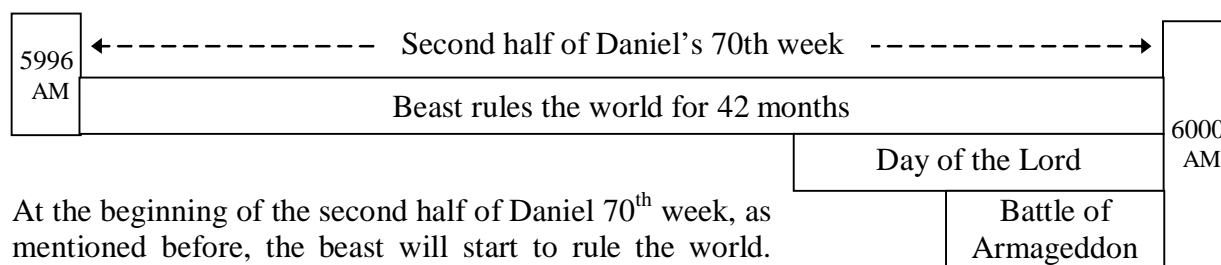 5996
AM
Second half of Daniel's 70th week
Beast rules the world for 42 months
6000
AM
Day of the Lord
Battle of
Armageddon
At the beginning of the second half of Daniel 70th week, as
mentioned before, the beast will start to rule the world.